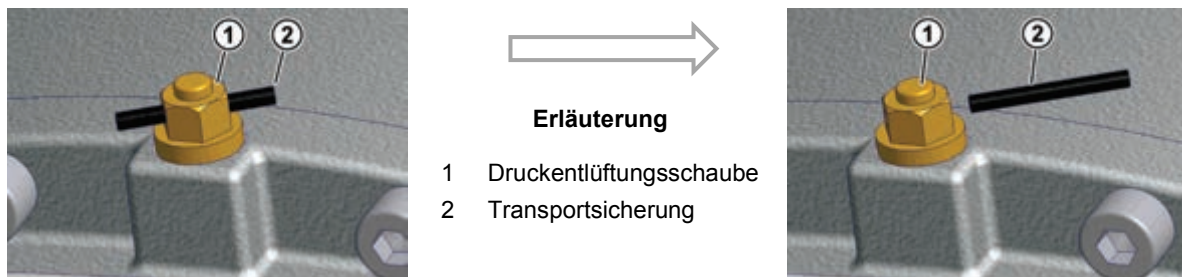 1 2
1 2
Erläuterung
1 Druckentlüftungsschaube
2 Transportsicherung